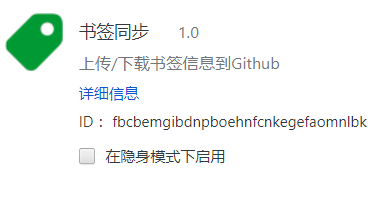 书签同步 1.0
上传/下载书签信息到Github
详细信息
ID： fbcbemgibdnpboehnfcnkegefaomnlbk
在隐身模式下启用